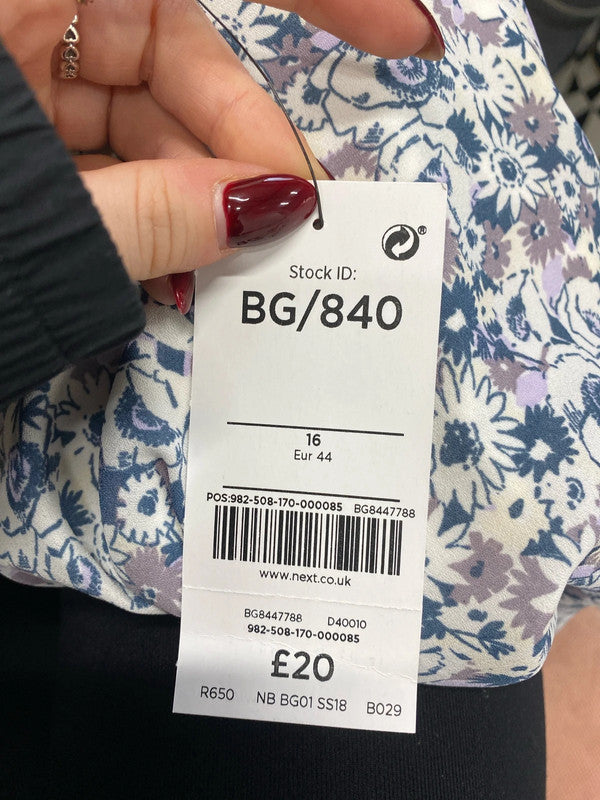 ®
Stock ID:
BG/840
16
Eur 44
POS:982-508-170-000085 BG8447788
www.next.co.uk
BG8447788 D40010
982-508-170-000085
£20
R650 NB BG01 SS18 B029